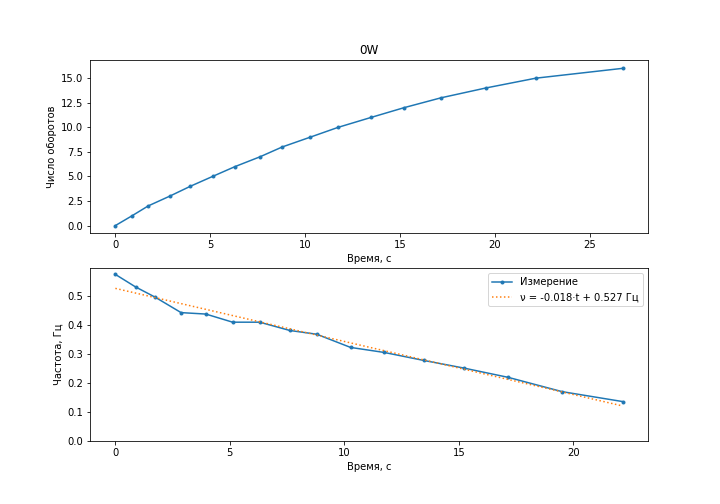 0W
15.0
12.5
10.0
7.5
5.0
2.5
0.0
Число оборотов
0 5 10 15 20 25
Время, с
0.5
0.4
0.3
0.2
0.1
0.0
Частота, Гц
Измерение
ν = -0.018·t + 0.527 Гц
0 5 10 15 20
Время, с